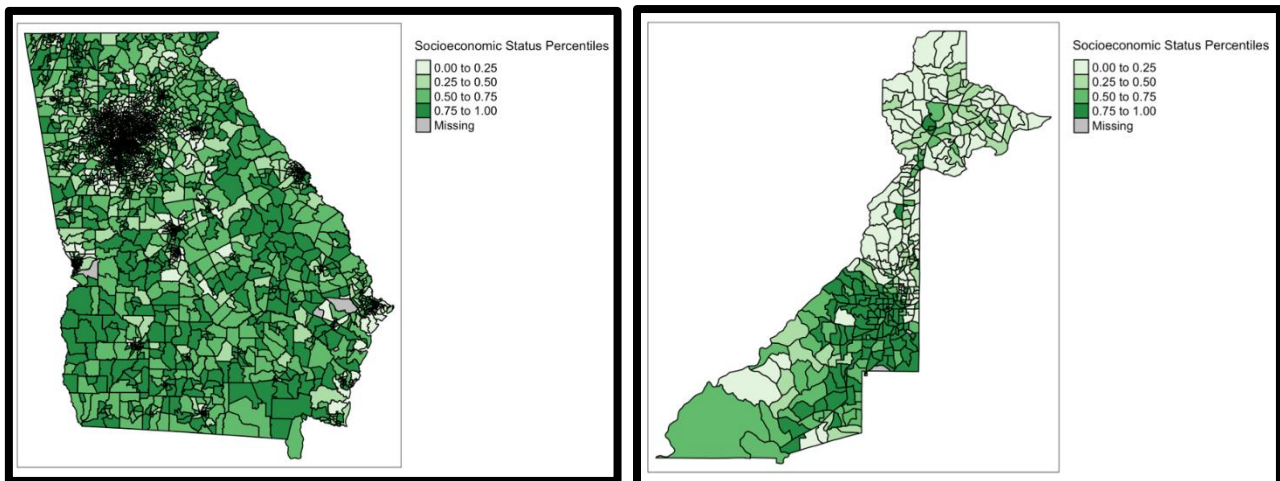 Socioeconomic Status Percentiles
0.00 to 0.25
0.25 to 0.50
0.50 to 0.75
0.75 to 1.00
Missing
Socioeconomic Status Percentiles
0.00 to 0.25
0.25 to 0.50
0.50 to 0.75
0.75 to 1.00
Missing